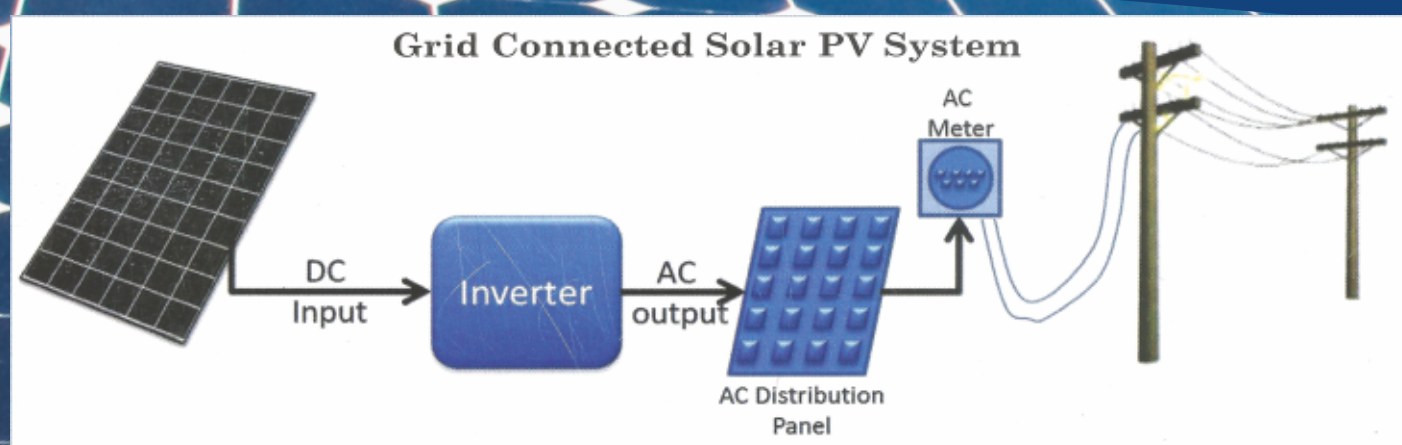 Grid Connected Solar PV System
AC
Meter
DC
Input
Inverter
AC
output
AC Distribution
Panel